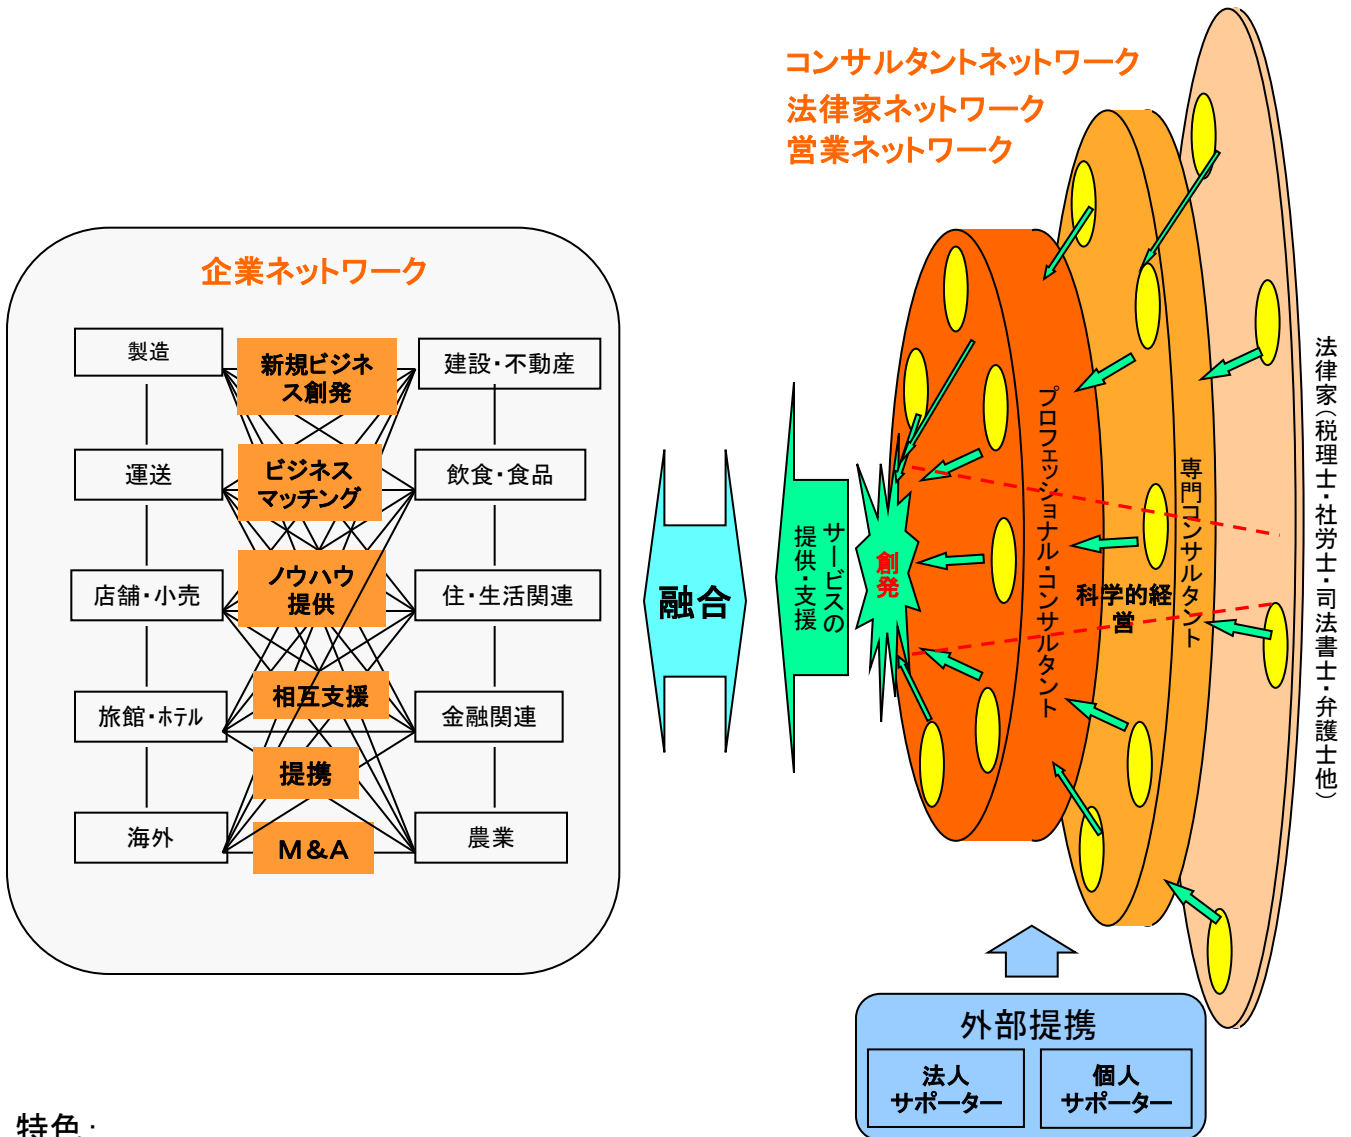 コンサルタントネットワーク
法律家ネットワーク
営業ネットワーク
企業ネットワーク
製造
運送
店舗・小売
旅館・ホテル
海外
新規ビジネ
ス創発
ビジネス
マッチング
ノウハウ
提供
相互支援
提携
M&A
建設・不動産
飲食・食品
住・生活関連
金融関連
農業
融合
サービスの
提供・支援
創発
プロフェッショナル・コンサルタント
科学的経
営
専門コンサルタント
法律家(税理士・社労士・司法書士・弁護士他)
外部提携
法人
サポーター
個人
サポーター
特色: